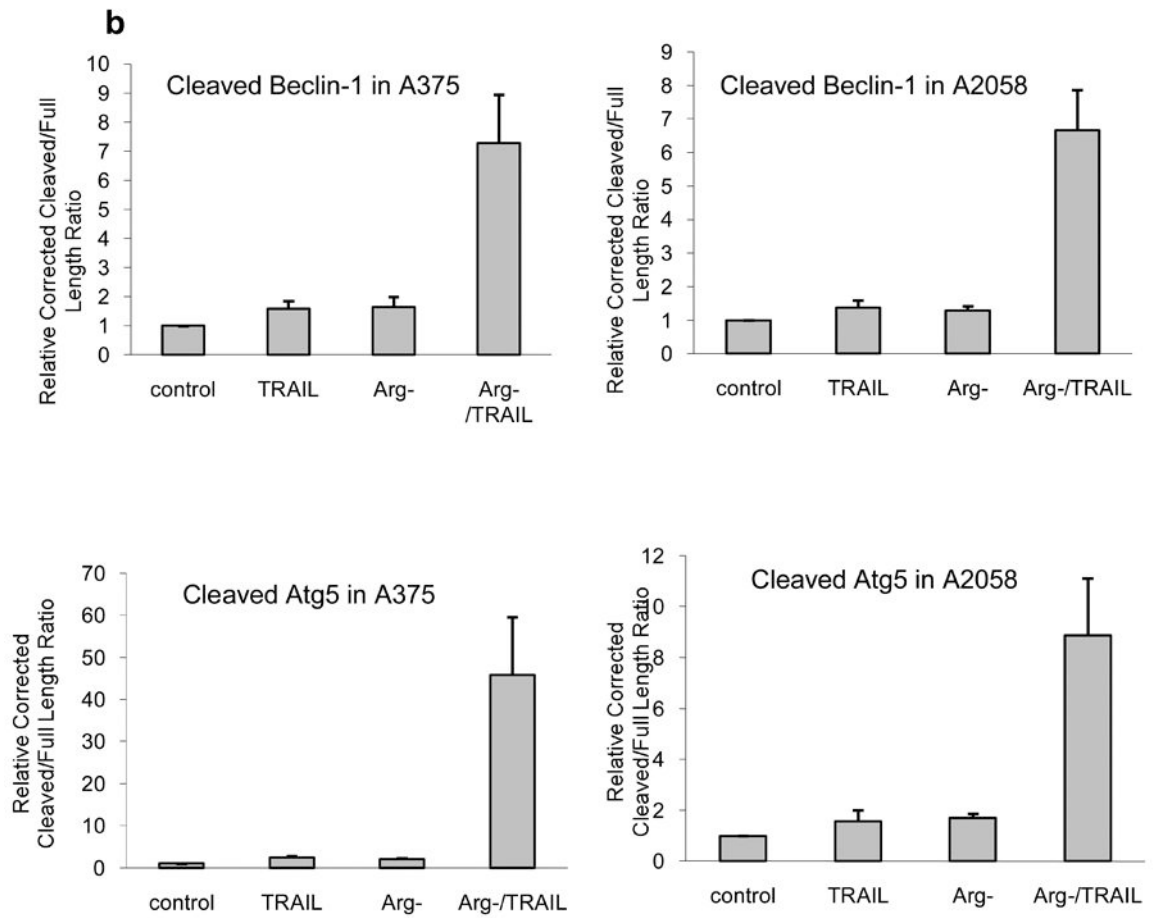 b
Cleaved Beclin-1 in A375
Relative Corrected Cleaved/Full
Length Ratio
10
9
8
7
6
5
4
3
2
1
0
control TRAIL Arg- Arg-
/TRAIL
Cleaved Beclin-1 in A2058
Relative Corrected Cleaved/Full
Length Ratio
9
8
7
6
5
4
3
2
1
0
control TRAIL Arg- Arg-/TRAIL
Cleaved Atg5 in A375
Relative Corrected
Cleaved/Full Length Ratio
70
60
50
40
30
20
10
0
control TRAIL Arg- Arg-/TRAIL
Cleaved Atg5 in A2058
Relative Corrected
Cleaved/Full Length Ratio
12
10
8
6
4
2
0
control TRAIL Arg- Arg-/TRAIL